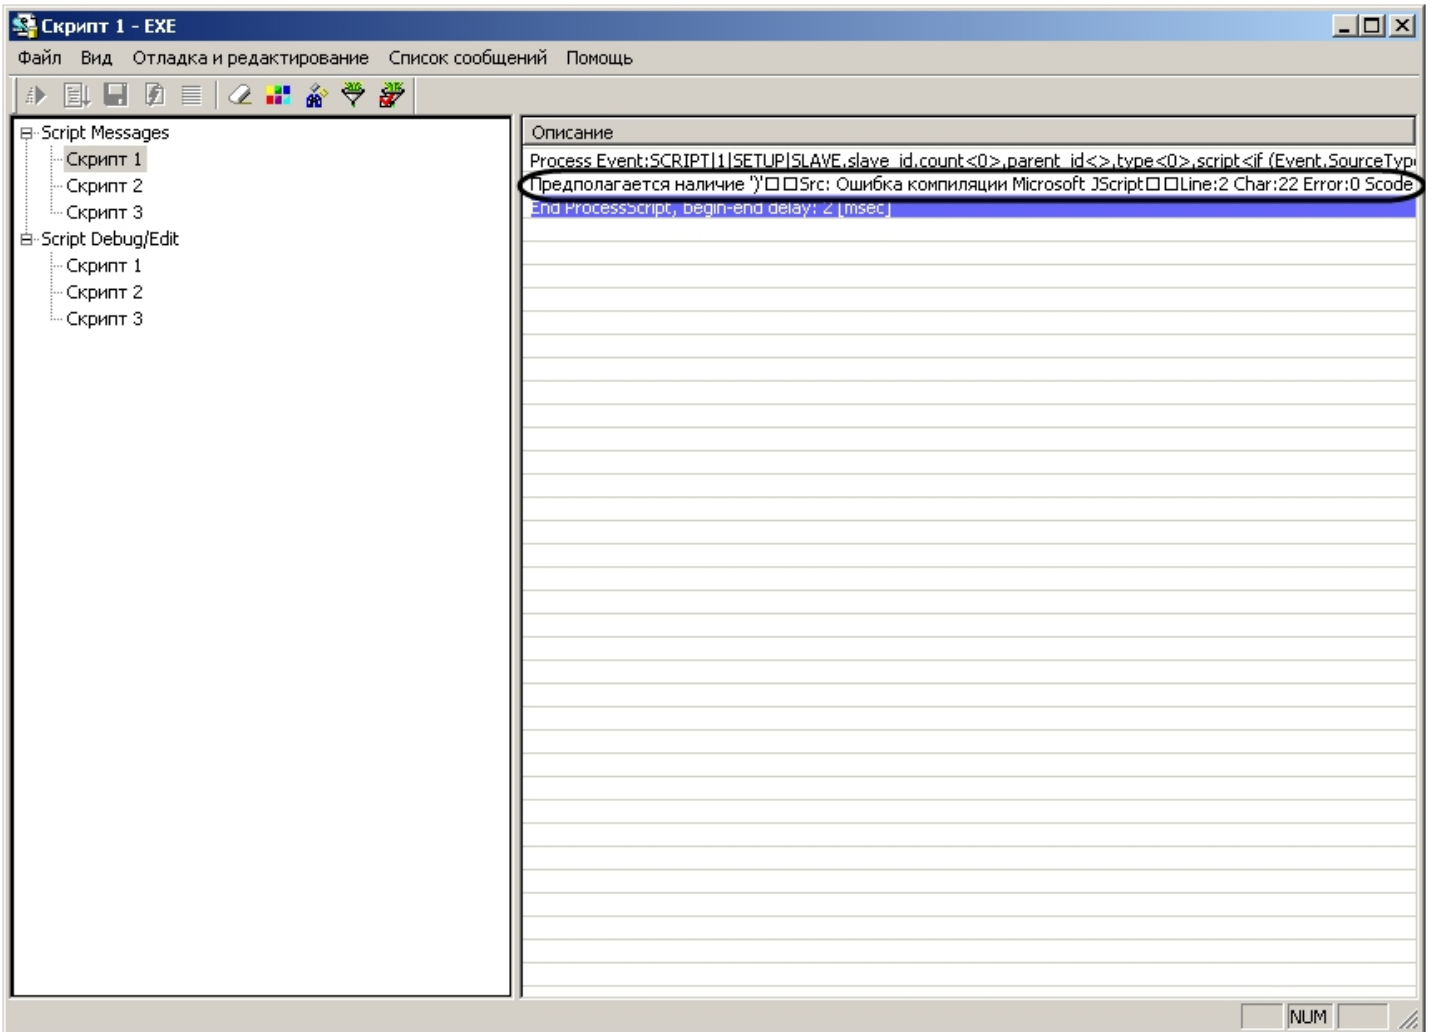 Скрипт 1 - EXE
Файл Вид Отладка и редактирование Список сообщений Помощь
Script Messages
Скрипт 1
Скрипт 2
Скрипт 3
Script Debug/Edit
Скрипт 1
Скрипт 2
Скрипт 3
Описание
Process Event:SCRIPT|1|SETUP|SLAVE,slave_id.count<0>,parent_id<>,type<0>,script<if (Event.SourceTyp
Предполагается наличие ')'□□Src: Ошибка компиляции Microsoft JScript□□Line:2 Char:22 Error:0 Scode
End ProcessScript, begin-end delay: 2 [msec]
NUM